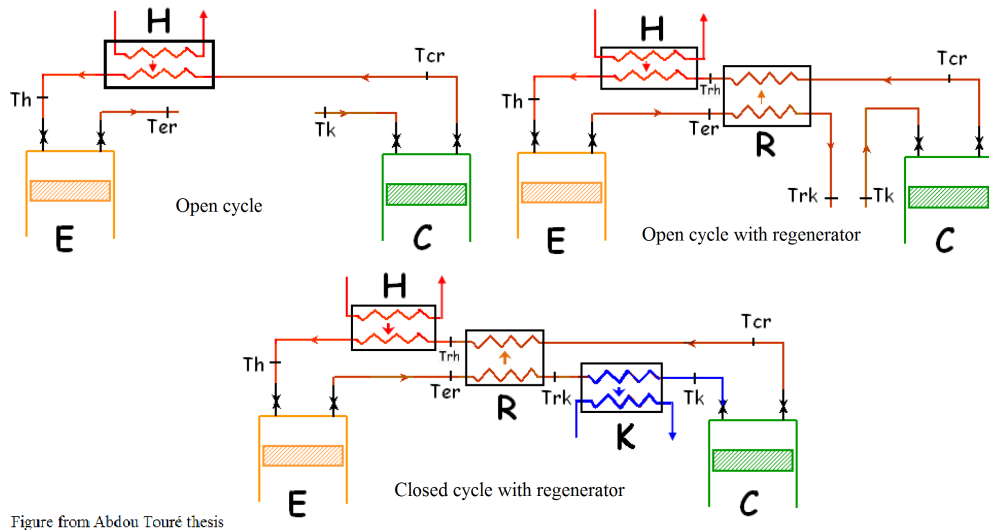 H
Tcr
Th
Ter
Tk
Open cycle
E
C
H
Tcr
Trh
Th
Ter
R
Trk
Tk
Open cycle with regenerator
E
C
H
Tcr
Trh
Th
Ter
Trk
Tk
R
K
Closed cycle with regenerator
E
C
Figure from Abdou Touré thesis